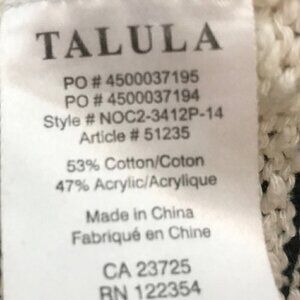 TALULA
PO # 4500037195
PO # 4500037194
Style # NOC2-3412P-14
Article # 51235
53% Cotton/Coton
47% Acrylic/Acrylique
Made in China
Fabriqué en Chine
CA 23725
RN 122354